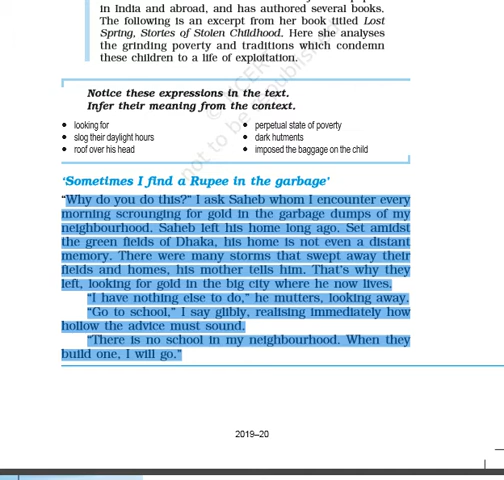 in India and abroad, and has authored several books.
The following is an excerpt from her book titled Lost
Spring, Stories of Stolen Childhood. Here she analyses
the grinding poverty and traditions which condemn
these children to a life of exploitation.
Notice these expressions in the text.
Infer their meaning from the context.
• looking for
• slog their daylight hours
• roof over his head
• perpetual state of poverty
• dark hutments
• imposed the baggage on the child
‘Sometimes I find a Rupee in the garbage’
“Why do you do this?” I ask Saheb whom I encounter every
morning scrounging for gold in the garbage dumps of my
neighbourhood. Saheb left his home long ago. Set amidst
the green fields of Dhaka, his home is not even a distant
memory. There were many storms that swept away their
fields and homes, his mother tells him. That’s why they
left, looking for gold in the big city where he now lives.
“I have nothing else to do,” he mutters, looking away.
“Go to school,” I say glibly, realising immediately how
hollow the advice must sound.
“There is no school in my neighbourhood. When they
build one, I will go.”
2019–20